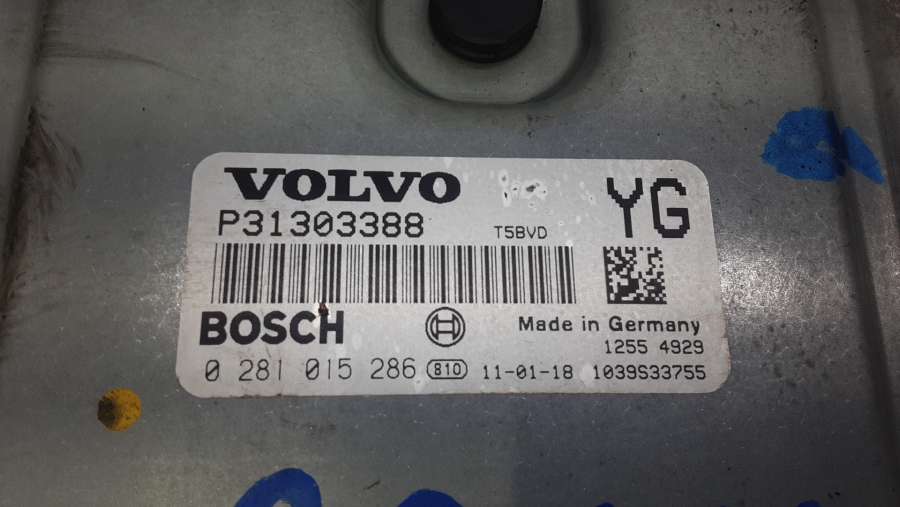 VOLVO
YG
P31303388 T5BVD
BOSCH
Made in Germany
1255 4929
0 281 015 286 810 11-01-18 1039S33755